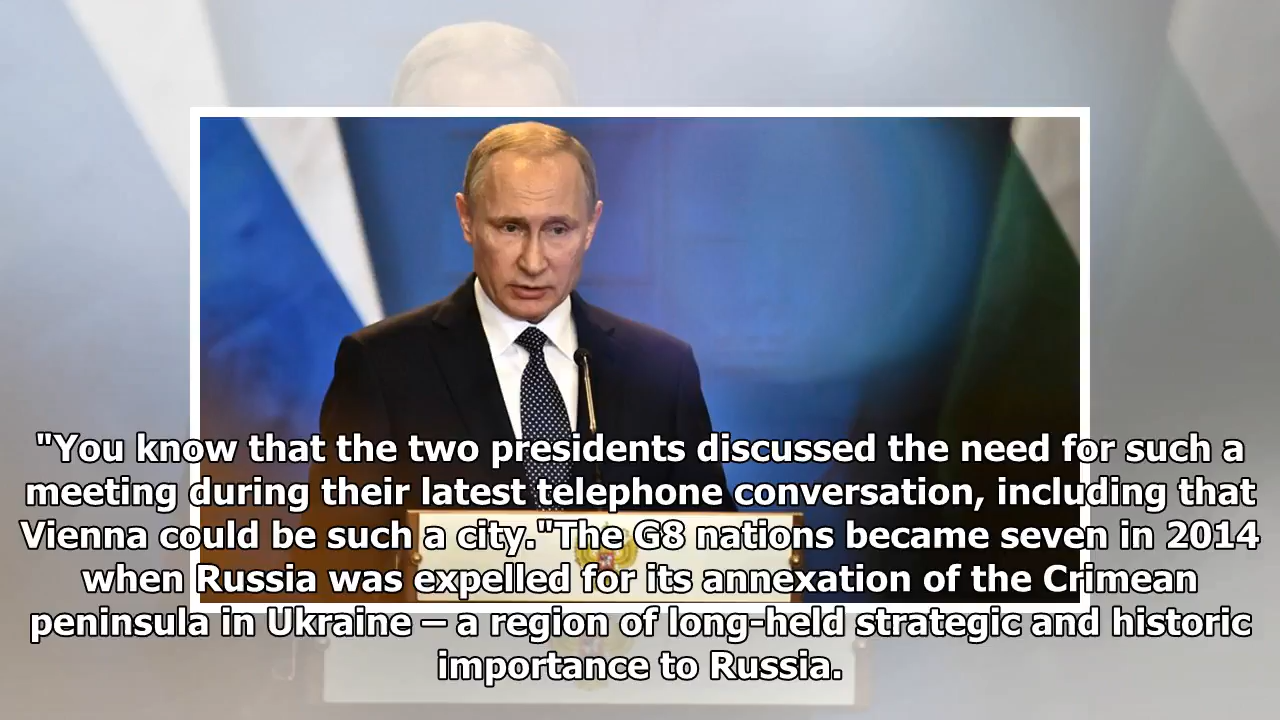 "You know that the two presidents discussed the need for such a
meeting during their latest telephone conversation, including that
Vienna could be such a city."The G8 nations became seven in 2014
when Russia was expelled for its annexation of the Crimean
peninsula in Ukraine — a region of long-held strategic and historic
importance to Russia.